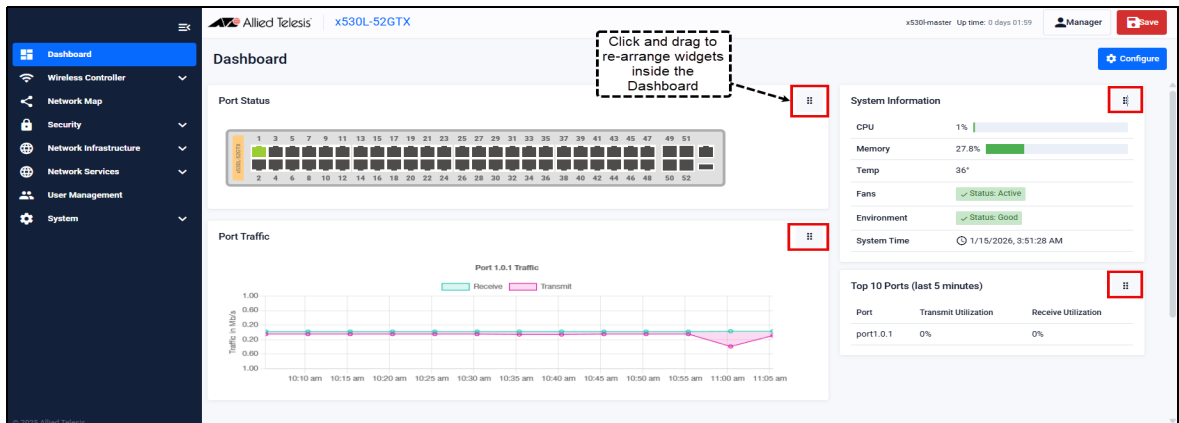 Allied Telesis x530L-52GTX
x530l-master Up time: 0 days 01:59
Manager
Save
Dashboard
Wireless Controller
Network Map
Security
Network Infrastructure
Network Services
User Management
System
© 2025 Allied Telesis
Dashboard
Configure
Click and drag to
re-arrange widgets
inside the
Dashboard
Port Status
1 3 5 7 9 11 13 15 17 19 21 23 25 27 29 31 33 35 37 39 41 43 45 47 49 51
x530L-52GTX
2 4 6 8 10 12 14 16 18 20 22 24 26 28 30 32 34 36 38 40 42 44 46 48 50 52
Port Traffic
Port 1.0.1 Traffic
Receive Transmit
Traffic in Mb/s
1.00
0.60
0.20
0.20
0.60
1.00
10:10 am 10:15 am 10:20 am 10:25 am 10:30 am 10:35 am 10:40 am 10:45 am 10:50 am 10:55 am 11:00 am 11:05 am
System Information
CPU 1%
Memory 27.8%
Temp 36°
Fans Status: Active
Environment Status: Good
System Time 1/15/2026, 3:51:28 AM
Top 10 Ports (last 5 minutes)
Port Transmit Utilization Receive Utilization
port1.0.1 0% 0%